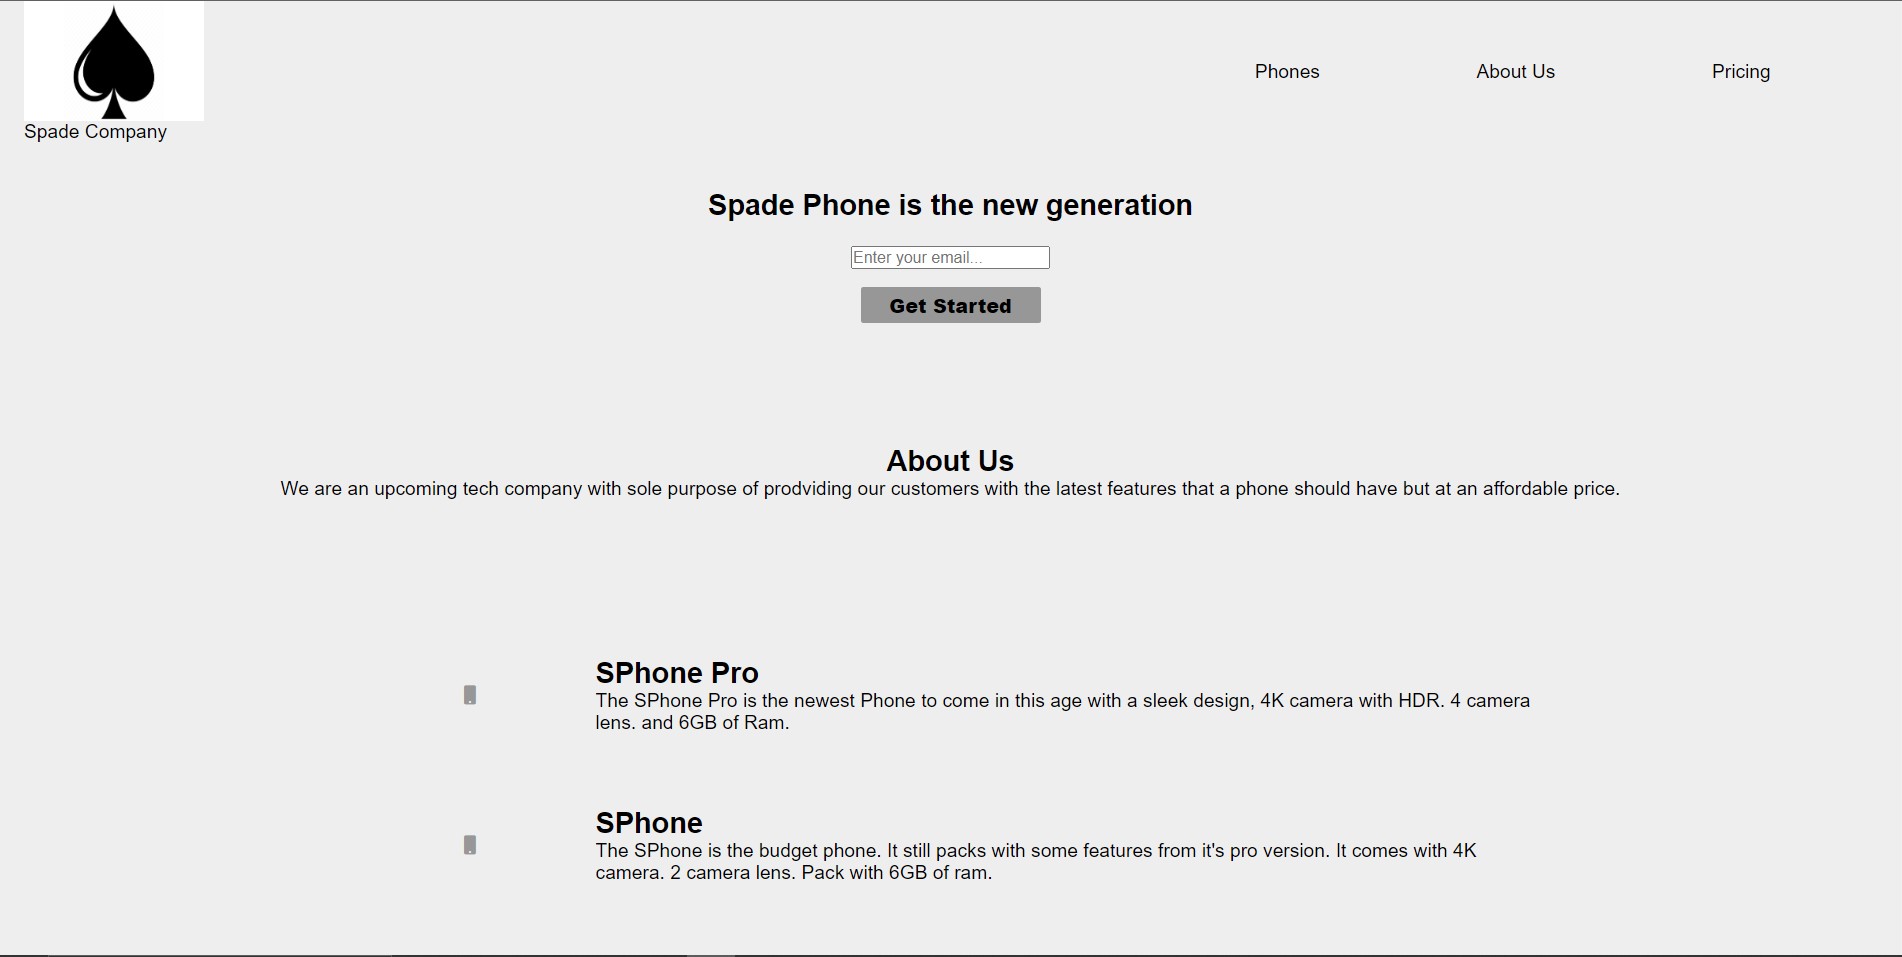 Phones
About Us
Pricing
Spade Company
Spade Phone is the new generation
Enter your email...
Get Started
About Us
We are an upcoming tech company with sole purpose of prodviding our customers with the latest features that a phone should have but at an affordable price.
SPhone Pro
The SPhone Pro is the newest Phone to come in this age with a sleek design, 4K camera with HDR. 4 camera
lens. and 6GB of Ram.
SPhone
The SPhone is the budget phone. It still packs with some features from it's pro version. It comes with 4K
camera. 2 camera lens. Pack with 6GB of ram.